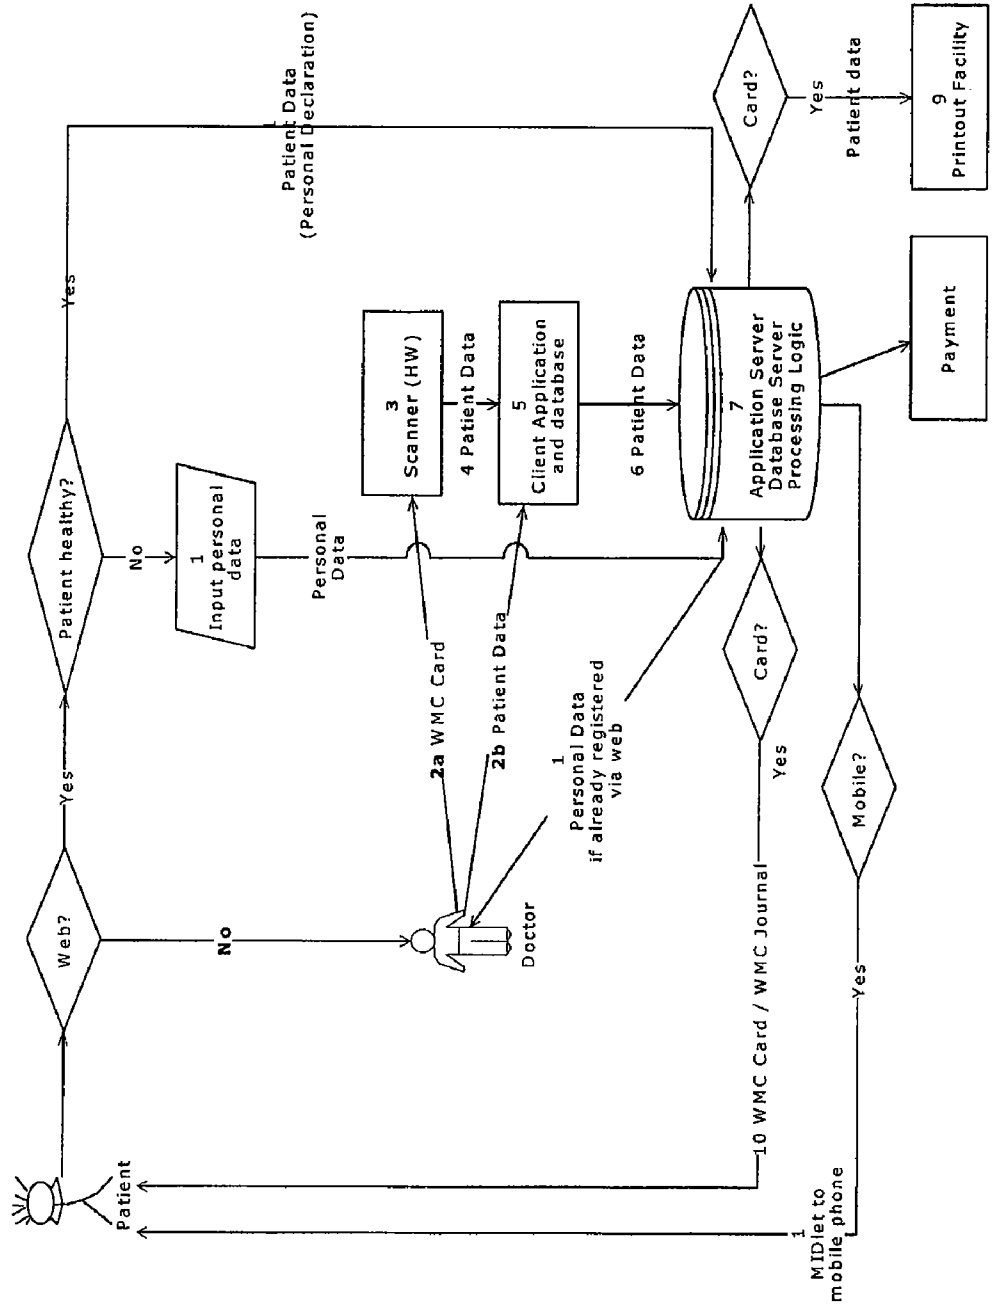 Patient
Web?
Yes
Patient healthy?
Yes
1
Patient Data
(Personal Declaration)
No
No
1
Input personal
data
Personal
Data
Doctor
2a WMC Card
2b Patient Data
3
Scanner (HW)
4 Patient Data
5
Client Application
and database
6 Patient Data
1
Personal Data
if already registered
via web
7
Application Server
Database Server
Processing Logic
Card?
Yes
Patient data
9
Printout Facility
Payment
Card?
Yes
10 WMC Card / WMC Journal
Mobile?
Yes
1
MIDlet to
mobile phone